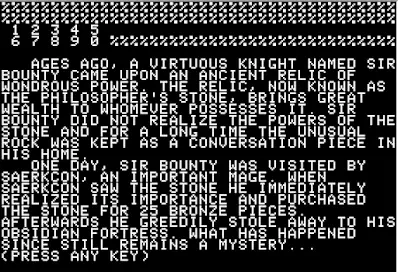 1 2 3 4 5
6 7 8 9 0
AGES AGO, A VIRTUOUS KNIGHT NAMED SIR
BOUNTY CAME UPON AN ANCIENT RELIC OF
WONDROUS POWER. THE RELIC, NOW KNOWN AS
THE PHILOSOPHER'S STONE, BRINGS GREAT
WEALTH TO WHOMEVER POSSESSES IT. SIR
BOUNTY DID NOT REALIZE THE POWERS OF THE
STONE AND FOR A LONG TIME THE UNUSUAL
ROCK WAS KEPT AS A CONVERSATION PIECE IN
HIS HOME.
ONE DAY, SIR BOUNTY WAS VISITED BY
SAERKCON, AN IMPORTANT MAGE. WHEN
SAERKCON SAW THE STONE HE IMMEDIATELY
REALIZED ITS IMPORTANCE AND PURCHASED
THE STONE FOR 25 BRONZE PIECES.
AFTERWARDS HE GREEDILY STOLE AWAY TO HIS
OBSIDIAN FORTRESS. WHAT HAS HAPPENED
SINCE STILL REMAINS A MYSTERY...
(PRESS ANY KEY)